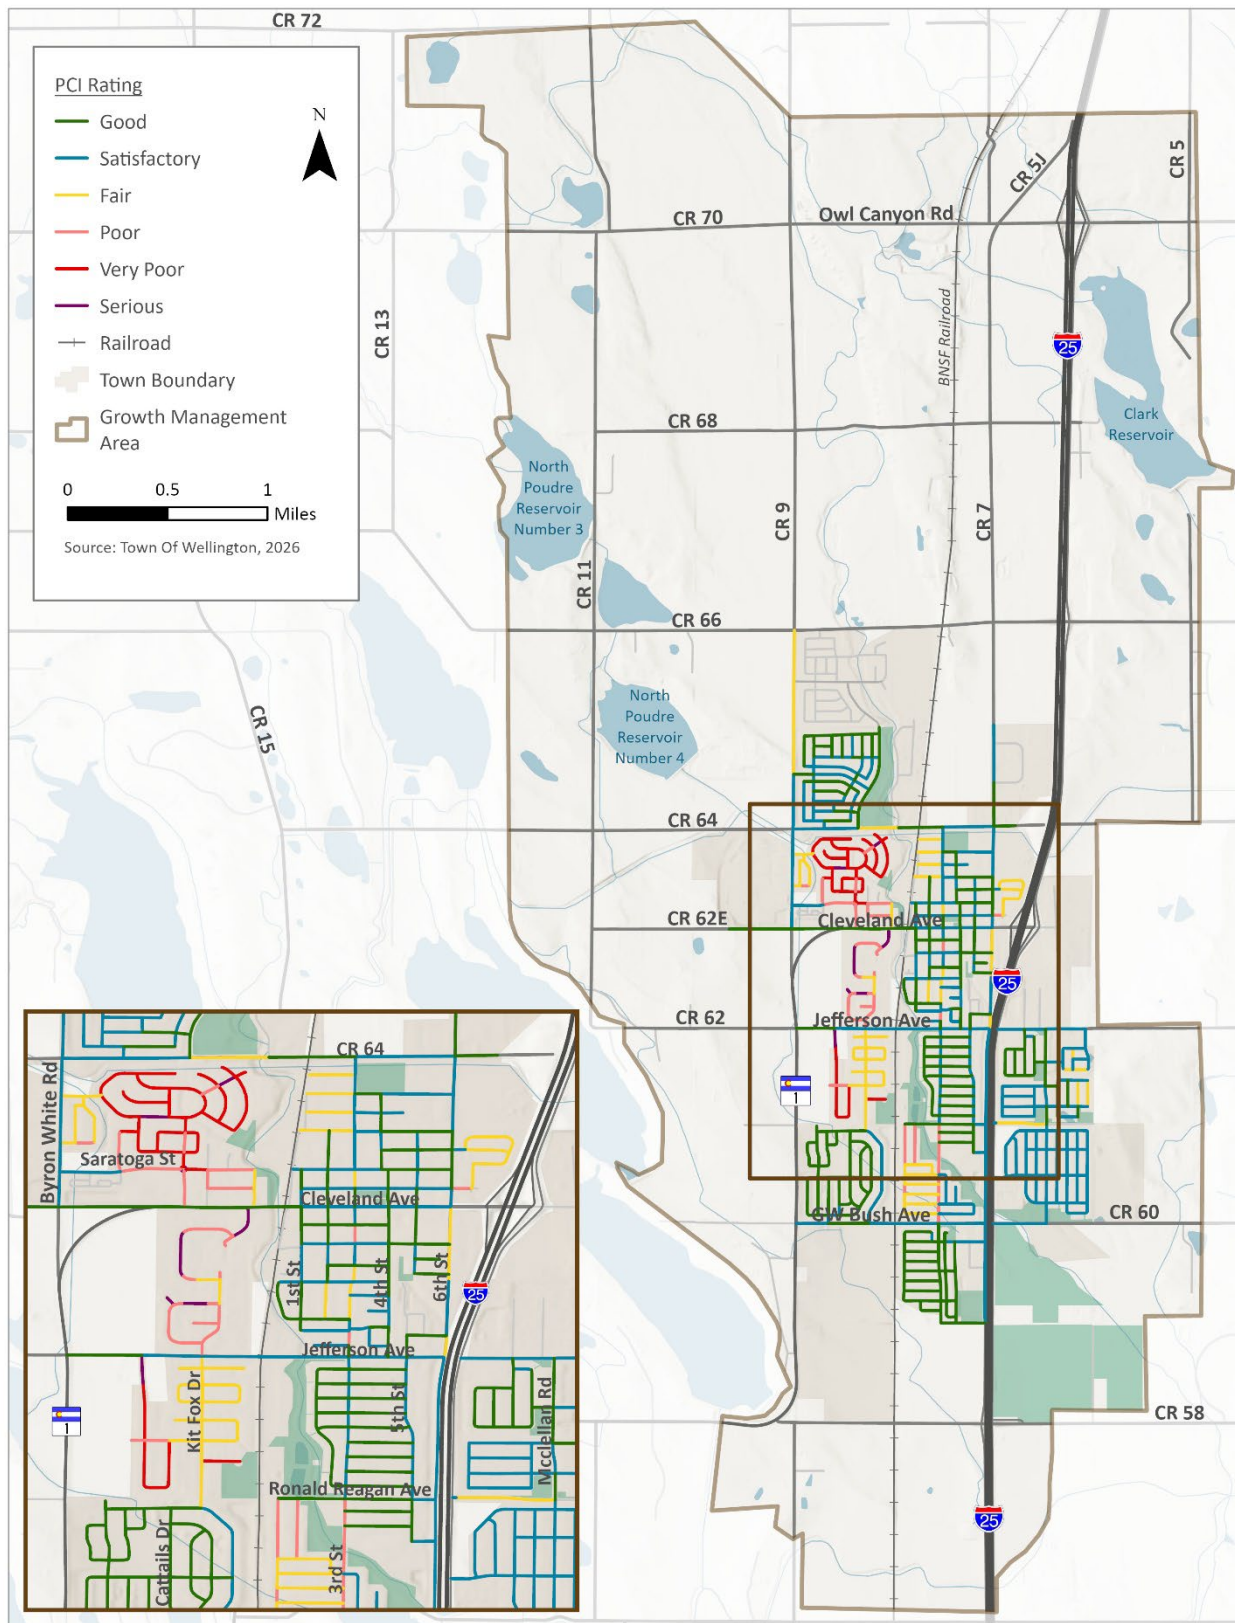 CR 72
PCI Rating
Good
Satisfactory
Fair
Poor
Very Poor
Serious
Railroad
Town Boundary
Growth Management
Area
N
0 0.5 1
Miles
Source: Town Of Wellington, 2026
CR 5J
CR 5
CR 70
Owl Canyon Rd
BNSF Railroad
CR 13
25
Clark
Reservoir
CR 68
North
Poudre
Reservoir
Number 3
CR 9
CR 7
CR 11
CR 66
North
Poudre
Reservoir
Number 4
CR 15
CR 64
CR 62E
Cleveland Ave
25
CR 62
Jefferson Ave
1
GW Bush Ave
CR 60
CR 58
25
CR 64
Byron White Rd
Saratoga St
Cleveland Ave
1st St
4th St
6th St
25
Jefferson Ave
Kit Fox Dr
5th St
Mcclellan Rd
1
Ronald Reagan Ave
Cattails Dr
3rd St